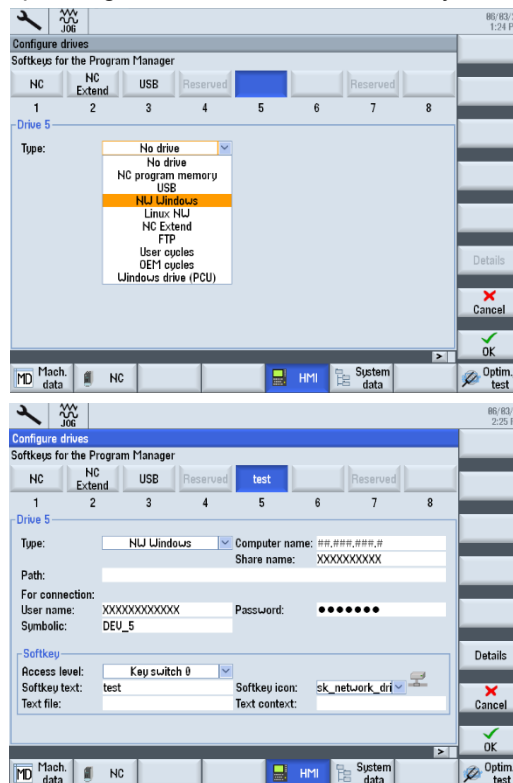 JOG
06/03/
1:24 P
Configure drives
Softkeys for the Program Manager
NC
NC Extend
USB
Reserved
Reserved
1 2 3 4 5 6 7 8
Drive 5
Type: No drive
No drive
NC program memory
USB
NW Windows
Linux NW
NC Extend
FTP
User cycles
OEM cycles
Windows drive (PCU)
Details
Cancel
OK
MD Mach. data
NC
HMI
System data
Optim. test
JOG
06/03/
2:25 P
Configure drives
Softkeys for the Program Manager
NC
NC Extend
USB
Reserved
test
Reserved
1 2 3 4 5 6 7 8
Drive 5
Type: NW Windows Computer name: ##.###.###.#
Share name: XXXXXXXXXX
Path:
For connection:
User name: XXXXXXXXXXXX Password: ●●●●●●●
Symbolic: DEV_5
Softkey
Access level: Key switch 0
Softkey text: test Softkey icon: sk_network_dri
Text file: Text context:
Details
Cancel
OK
MD Mach. data
NC
HMI
System data
Optim. test